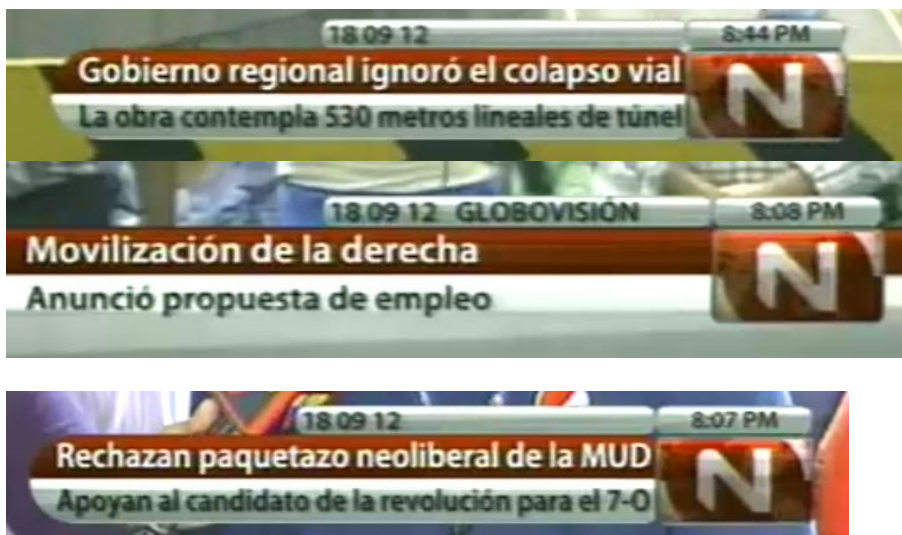 18 09 12 8:44 PM
Gobierno regional ignoró el colapso vial
La obra contempla 530 metros lineales de túnel
N
18 09 12 GLOBOVISIÓN 8:08 PM
Movilización de la derecha
Anunció propuesta de empleo
N
18 09 12 8:07 PM
Rechazan paquetazo neoliberal de la MUD
Apoyan al candidato de la revolución para el 7-O
N